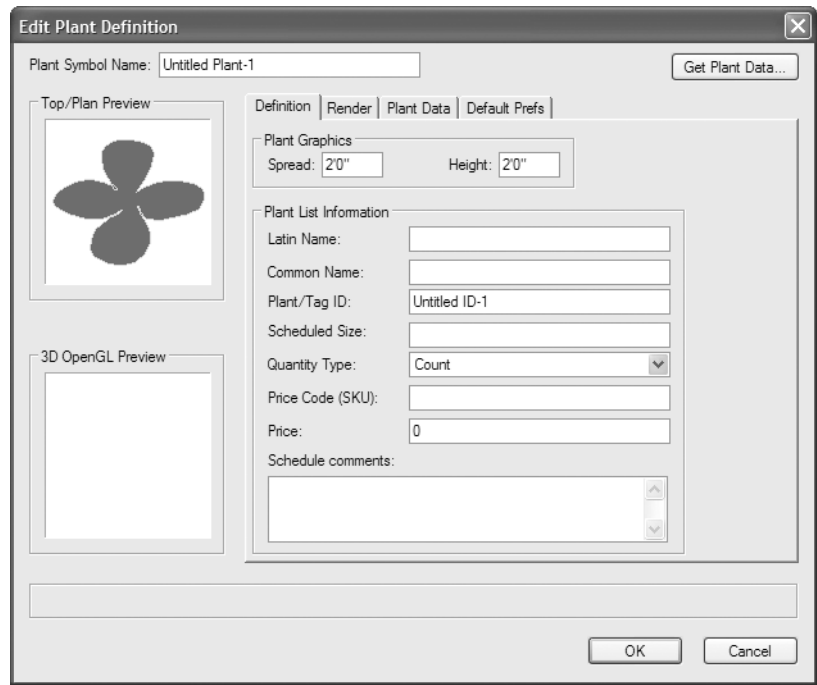 Edit Plant Definition
Plant Symbol Name: Untitled Plant-1
Get Plant Data...
Top/Plan Preview
3D OpenGL Preview
Definition Render Plant Data Default Prefs
Plant Graphics
Spread: 2'0" Height: 2'0"
Plant List Information
Latin Name:
Common Name:
Plant/Tag ID: Untitled ID-1
Scheduled Size:
Quantity Type: Count
Price Code (SKU):
Price: 0
Schedule comments:
OK Cancel